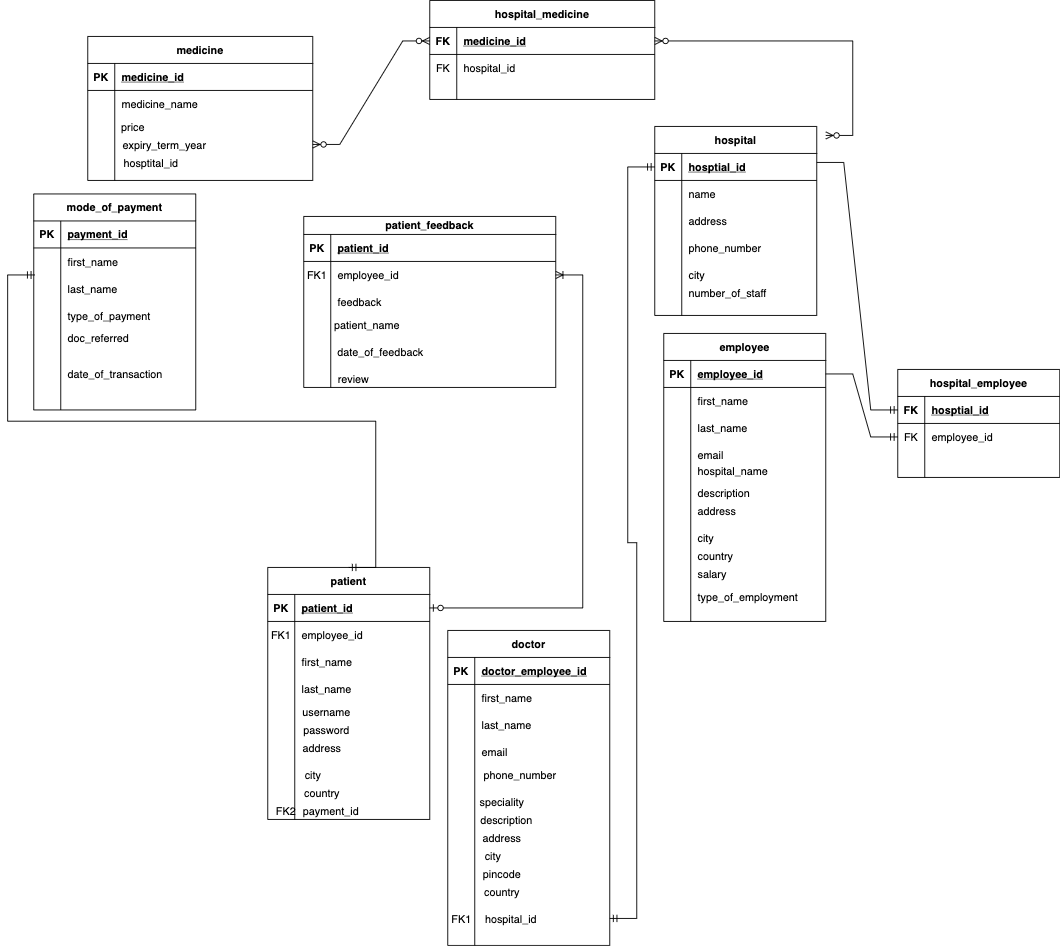 hospital_medicine
FK medicine_id
FK hospital_id
medicine
PK medicine_id
medicine_name
price
expiry_term_year
hosptital_id
hospital
PK hosptial_id
name
address
phone_number
city
number_of_staff
mode_of_payment
PK payment_id
first_name
last_name
type_of_payment
doc_referred
date_of_transaction
patient_feedback
PK patient_id
FK1 employee_id
feedback
patient_name
date_of_feedback
review
employee
PK employee_id
first_name
last_name
email
hospital_name
description
address
city
country
salary
type_of_employment
hospital_employee
FK hosptial_id
FK employee_id
patient
PK patient_id
FK1 employee_id
first_name
last_name
username
password
address
city
country
FK2 payment_id
doctor
PK doctor_employee_id
first_name
last_name
email
phone_number
speciality
description
address
city
pincode
country
FK1 hospital_id